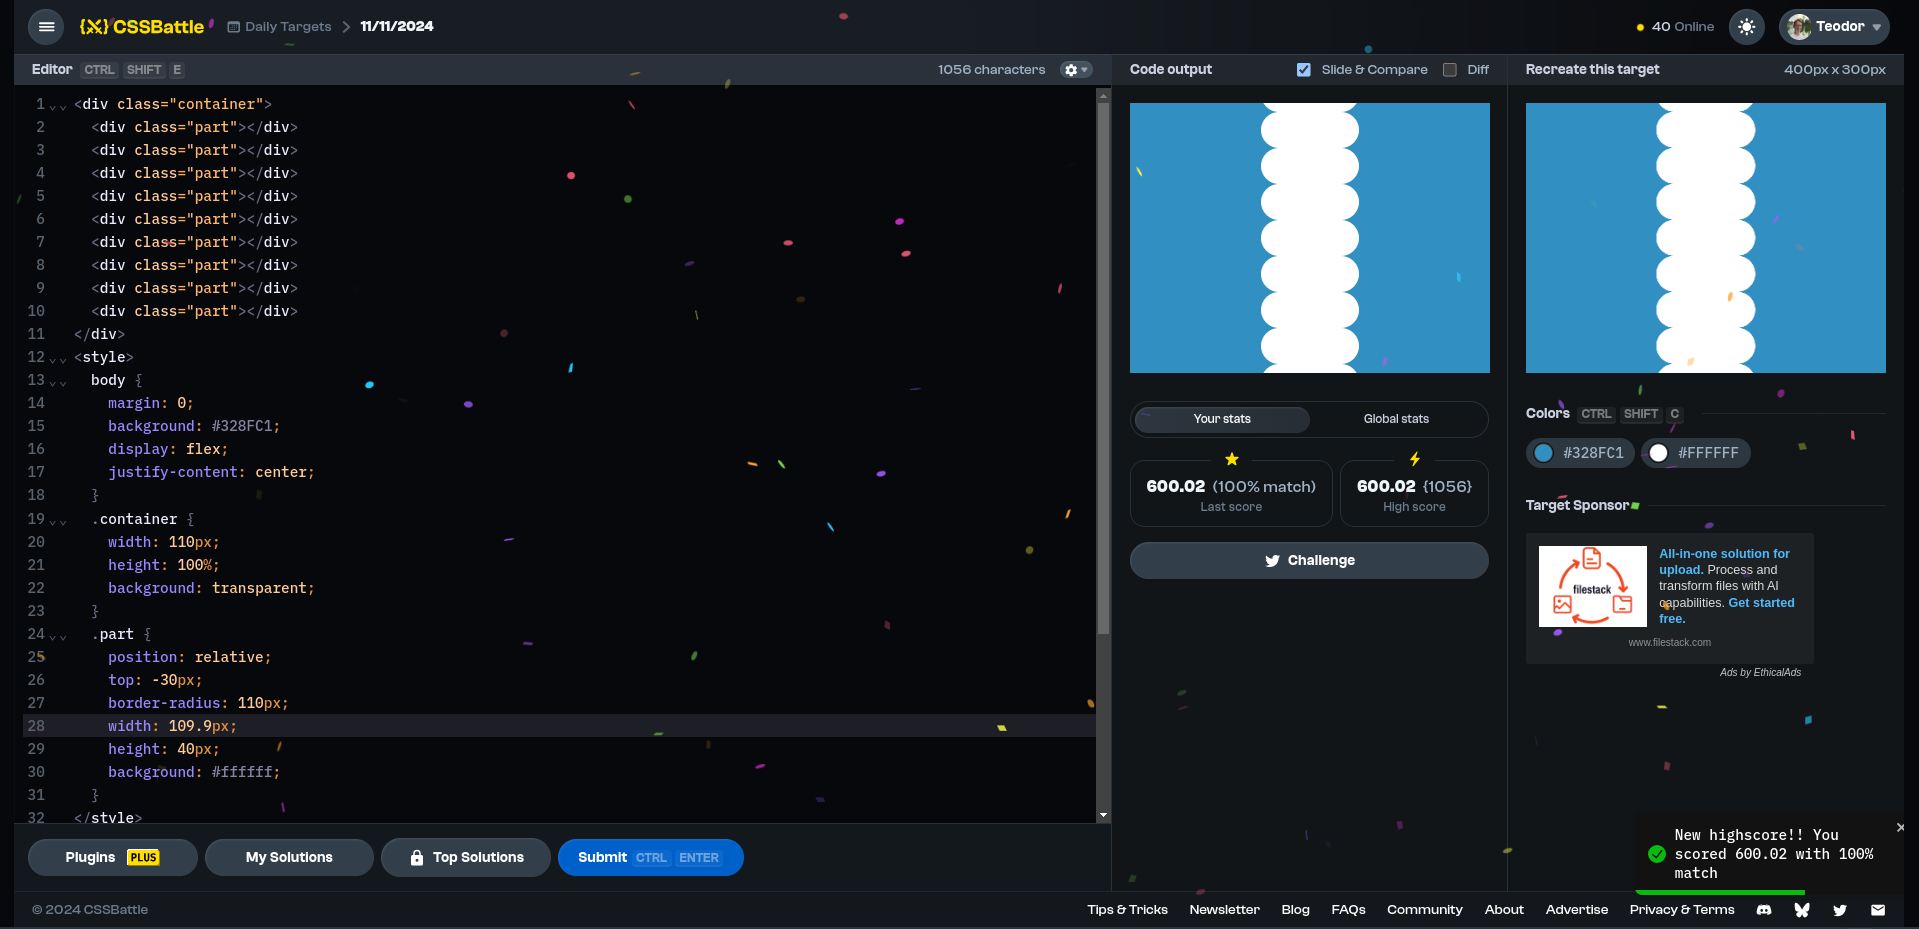 CSSBattle
Daily Targets
11/11/2024
40 Online
Teodor
Editor CTRL SHIFT E
1056 characters
1 <div class="container">
2 <div class="part"></div>
3 <div class="part"></div>
4 <div class="part"></div>
5 <div class="part"></div>
6 <div class="part"></div>
7 <div class="part"></div>
8 <div class="part"></div>
9 <div class="part"></div>
10 <div class="part"></div>
11 </div>
12 <style>
13 body {
14 margin: 0;
15 background: #328FC1;
16 display: flex;
17 justify-content: center;
18 }
19 .container {
20 width: 110px;
21 height: 100%;
22 background: transparent;
23 }
24 .part {
25 position: relative;
26 top: -30px;
27 border-radius: 110px;
28 width: 109.9px;
29 height: 40px;
30 background: #ffffff;
31 }
32 </style>
Plugins PLUS
My Solutions
Top Solutions
Submit CTRL ENTER
Code output
Slide & Compare
Diff
Your stats
Global stats
600.02 (100% match)
Last score
600.02 {1056}
High score
Challenge
Recreate this target
400px x 300px
Colors CTRL SHIFT C
#328FC1
#FFFFFF
Target Sponsor
filestack
All-in-one solution for
upload. Process and
transform files with AI
capabilities. Get started
free.
www.filestack.com
Ads by EthicalAds
New highscore!! You
scored 600.02 with 100%
match
© 2024 CSSBattle
Tips & Tricks
Newsletter
Blog
FAQs
Community
About
Advertise
Privacy & Terms